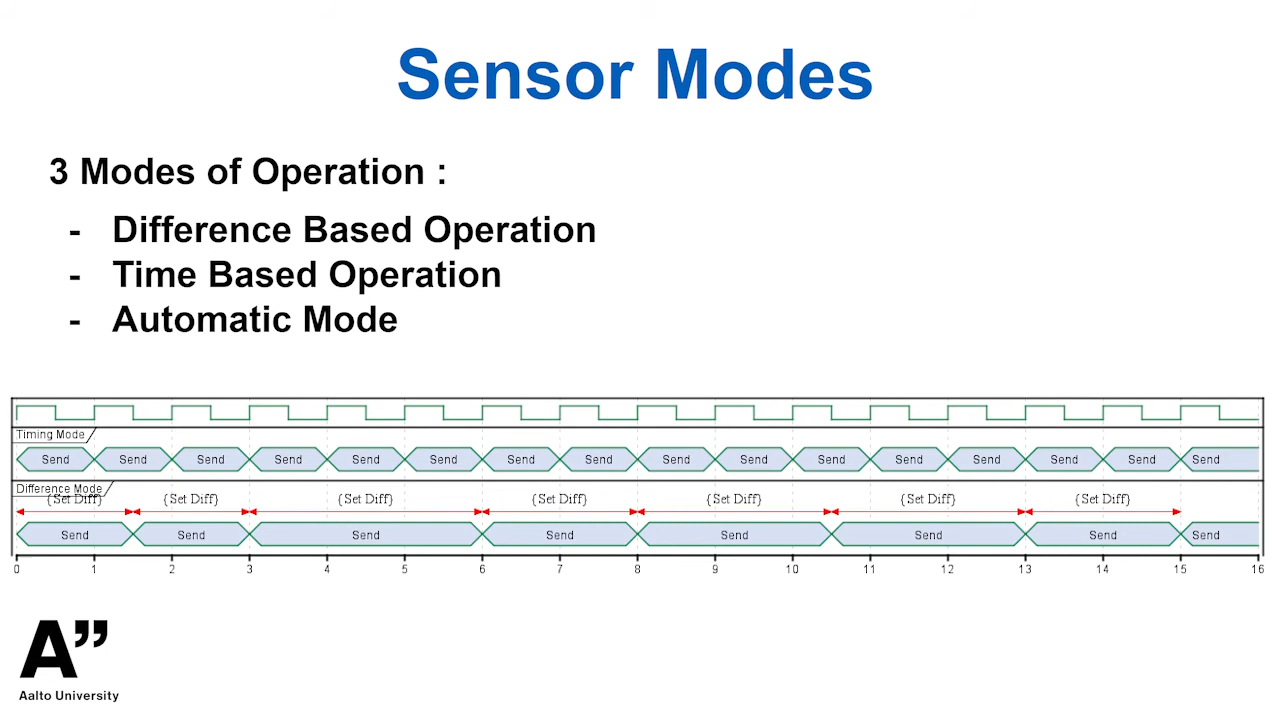 Sensor Modes
3 Modes of Operation :
- Difference Based Operation
- Time Based Operation
- Automatic Mode
Timing Mode
Send Send Send Send Send Send Send Send Send Send Send Send Send Send Send Send
Difference Mode
{Set Diff} {Set Diff} {Set Diff} {Set Diff} {Set Diff} {Set Diff} {Set Diff}
Send Send Send Send Send Send Send Send
0 1 2 3 4 5 6 7 8 9 10 11 12 13 14 15 16
A”
Aalto University